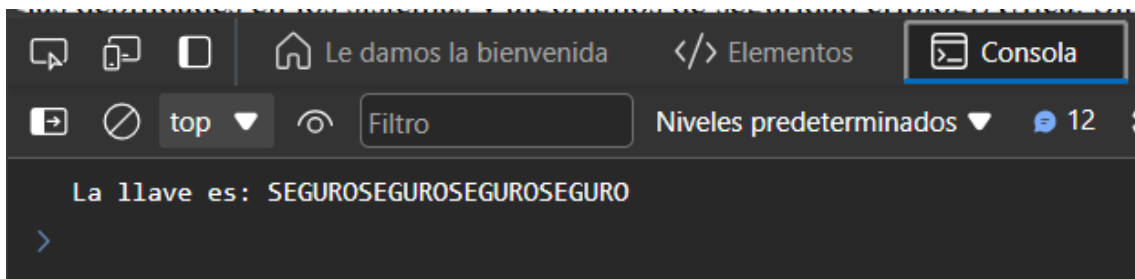 Le damos la bienvenida
</> Elementos
Consola
top
Filtro
Niveles predeterminados
12
La llave es: SEGUROSEGUROSEGUROSEGURO
>